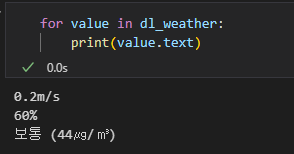 for value in dl_weather:
print(value.text)
0.0s
0.2m/s
60%
보통 (44㎍/㎥)